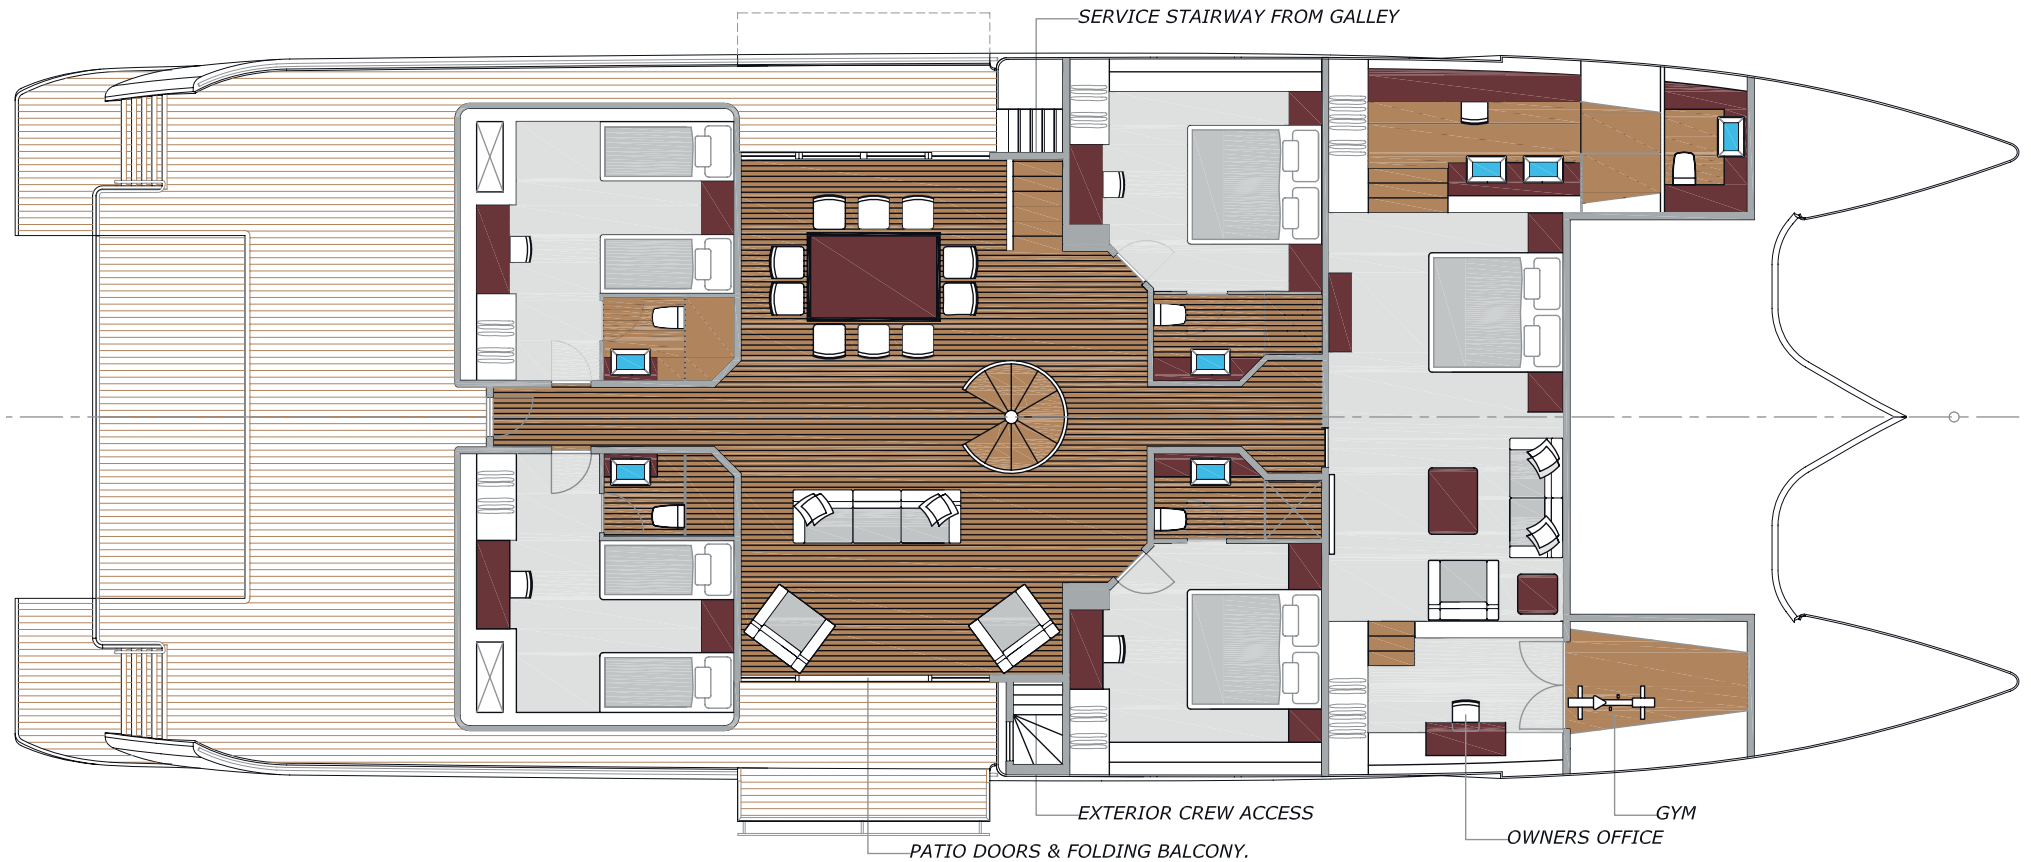 SERVICE STAIRWAY FROM GALLEY
EXTERIOR CREW ACCESS
GYM
OWNERS OFFICE
PATIO DOORS & FOLDING BALCONY.